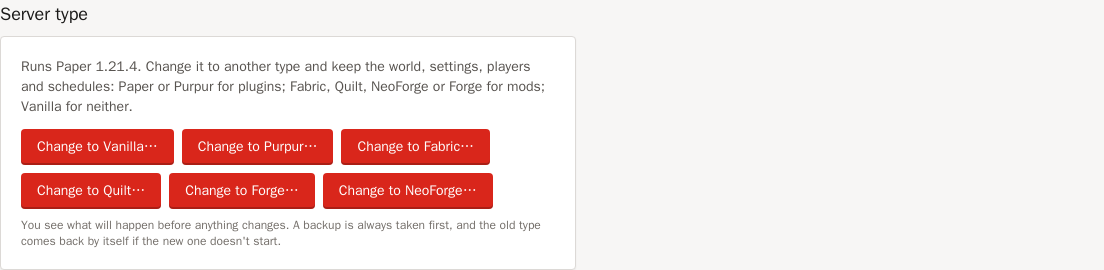 Server type
Runs Paper 1.21.4. Change it to another type and keep the world, settings, players
and schedules: Paper or Purpur for plugins; Fabric, Quilt, NeoForge or Forge for mods;
Vanilla for neither.
Change to Vanilla…
Change to Purpur…
Change to Fabric…
Change to Quilt…
Change to Forge…
Change to NeoForge…
You see what will happen before anything changes. A backup is always taken first, and the old type
comes back by itself if the new one doesn't start.